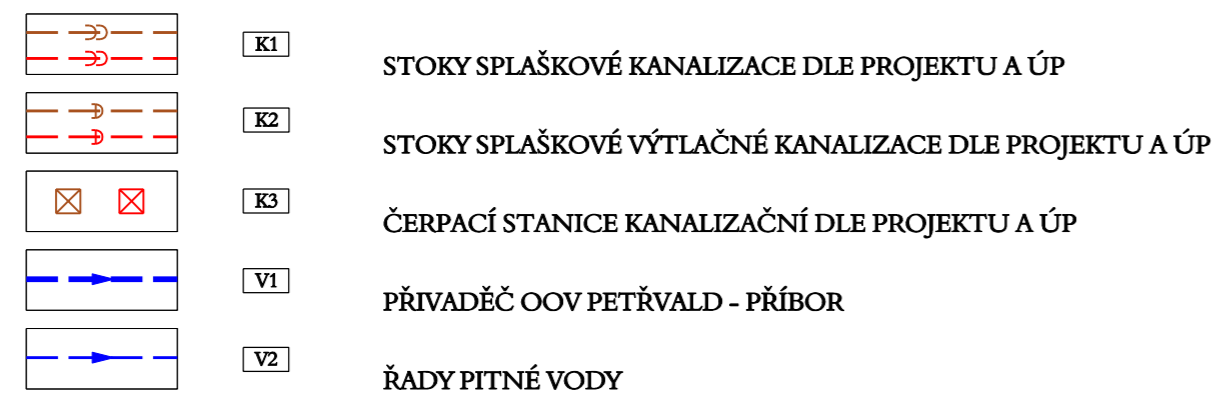 K1 STOKY SPLAŠKOVÉ KANALIZACE DLE PROJEKTU A ÚP
K2 STOKY SPLAŠKOVÉ VÝTLAČNÉ KANALIZACE DLE PROJEKTU A ÚP
K3 ČERPACÍ STANICE KANALIZAČNÍ DLE PROJEKTU A ÚP
V1 PŘIVADĚČ OOV PETŘVALD - PŘÍBOR
V2 ŘADY PITNÉ VODY